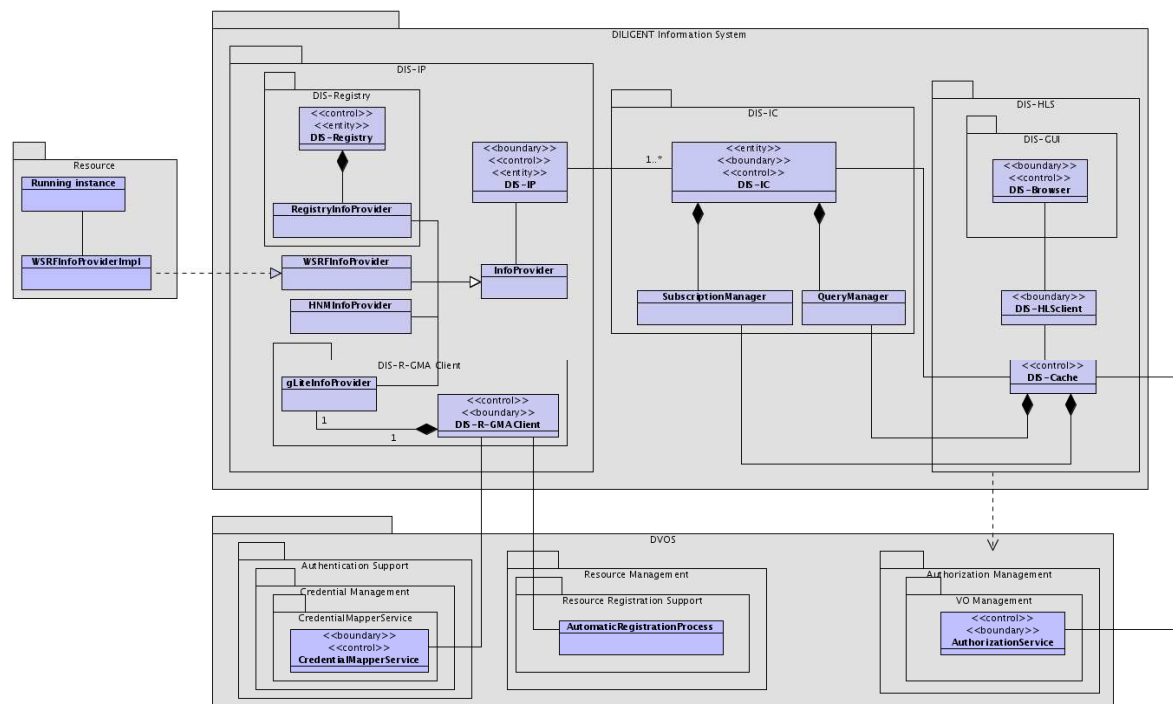 DILIGENT Information System
DIS-IP
DIS-Registry
<<control>>
<<entity>>
DIS-Registry
RegistryInfoProvider
<<boundary>>
<<control>>
<<entity>>
DIS-IP
1..*
DIS-IC
<<entity>>
<<boundary>>
<<control>>
DIS-IC
DIS-HLS
DIS-GUI
<<boundary>>
<<control>>
DIS-Browser
Resource
Running instance
WSRFInfoProviderImpl
WSRFInfoProvider
InfoProvider
HNMInfoProvider
SubscriptionManager
QueryManager
<<boundary>>
DIS-HLSclient
DIS-R-GMA Client
gLiteInfoProvider
1
1
<<control>>
<<boundary>>
DIS-R-GMAClient
<<control>>
DIS-Cache
DVOS
Authentication Support
Credential Management
CredentialMapperService
<<boundary>>
<<control>>
CredentialMapperService
Resource Management
Resource Registration Support
AutomaticRegistrationProcess
Authorization Management
VO Management
<<control>>
<<boundary>>
AuthorizationService